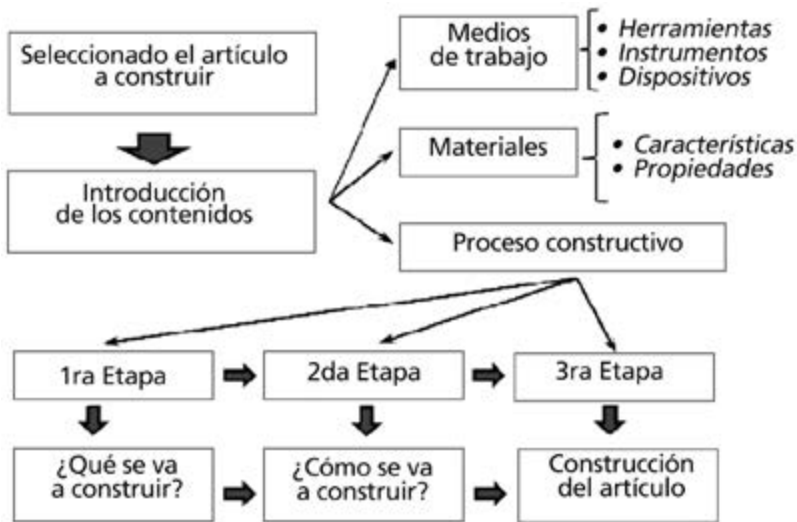 Seleccionado el artículo
a construir
Medios
de trabajo
• Herramientas
• Instrumentos
• Dispositivos
Introducción
de los contenidos
Materiales
• Características
• Propiedades
Proceso constructivo
1ra Etapa
2da Etapa
3ra Etapa
¿Qué se va
a construir?
¿Cómo se va
a construir?
Construcción
del artículo